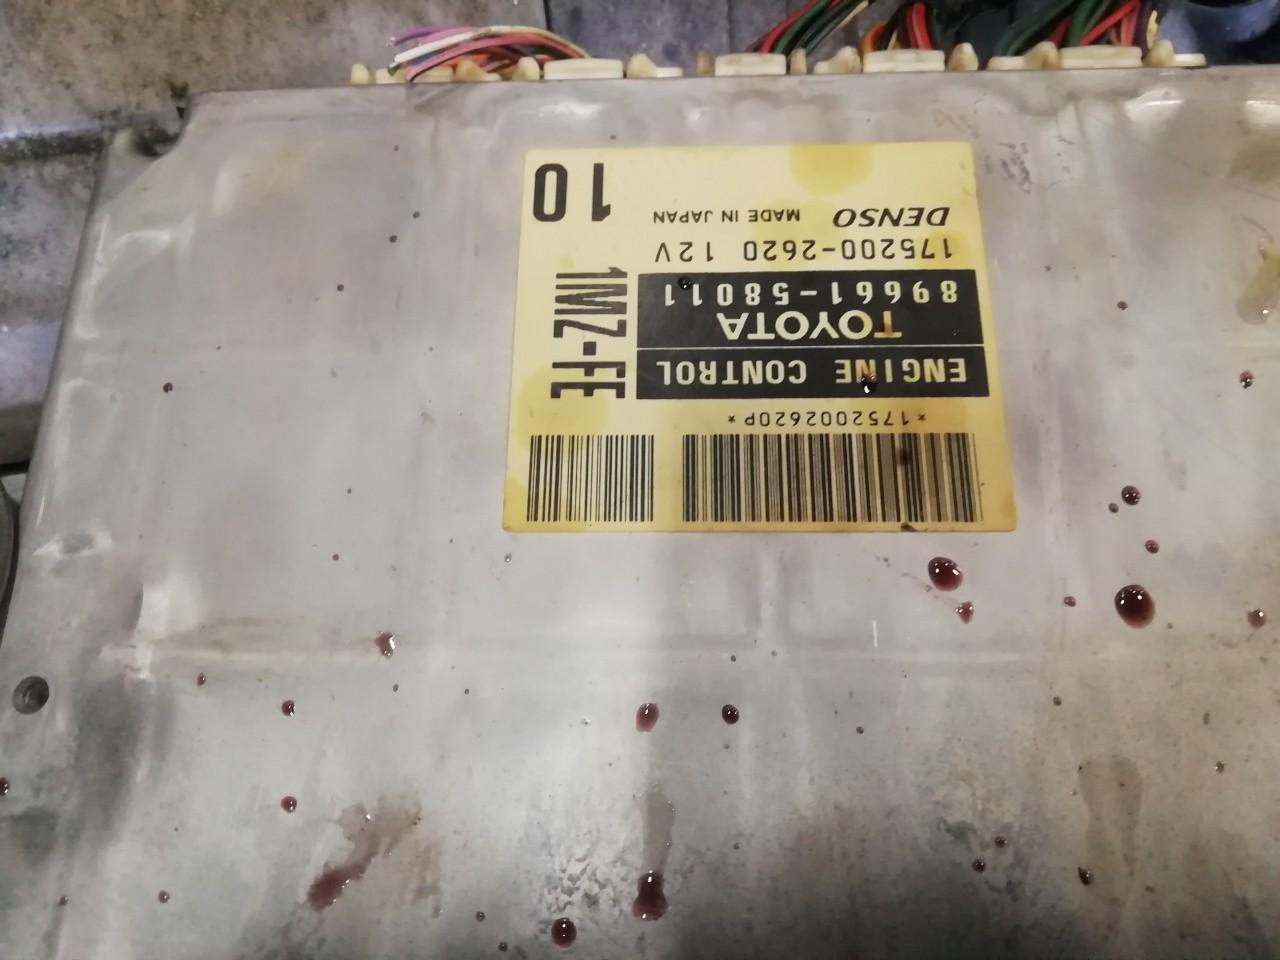 *1752002620P*
ENGINE CONTROL
TOYOTA
89661-58011
1MZ-FE
175200-2620 12V
DENSO MADE IN JAPAN
10